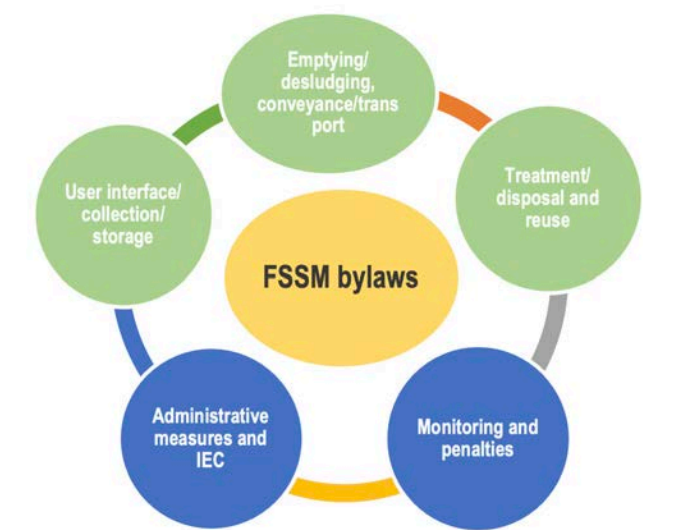 Emptying/
desludging,
conveyance/trans
port
User interface/
collection/
storage
Treatment/
disposal and
reuse
FSSM bylaws
Administrative
measures and
IEC
Monitoring and
penalties